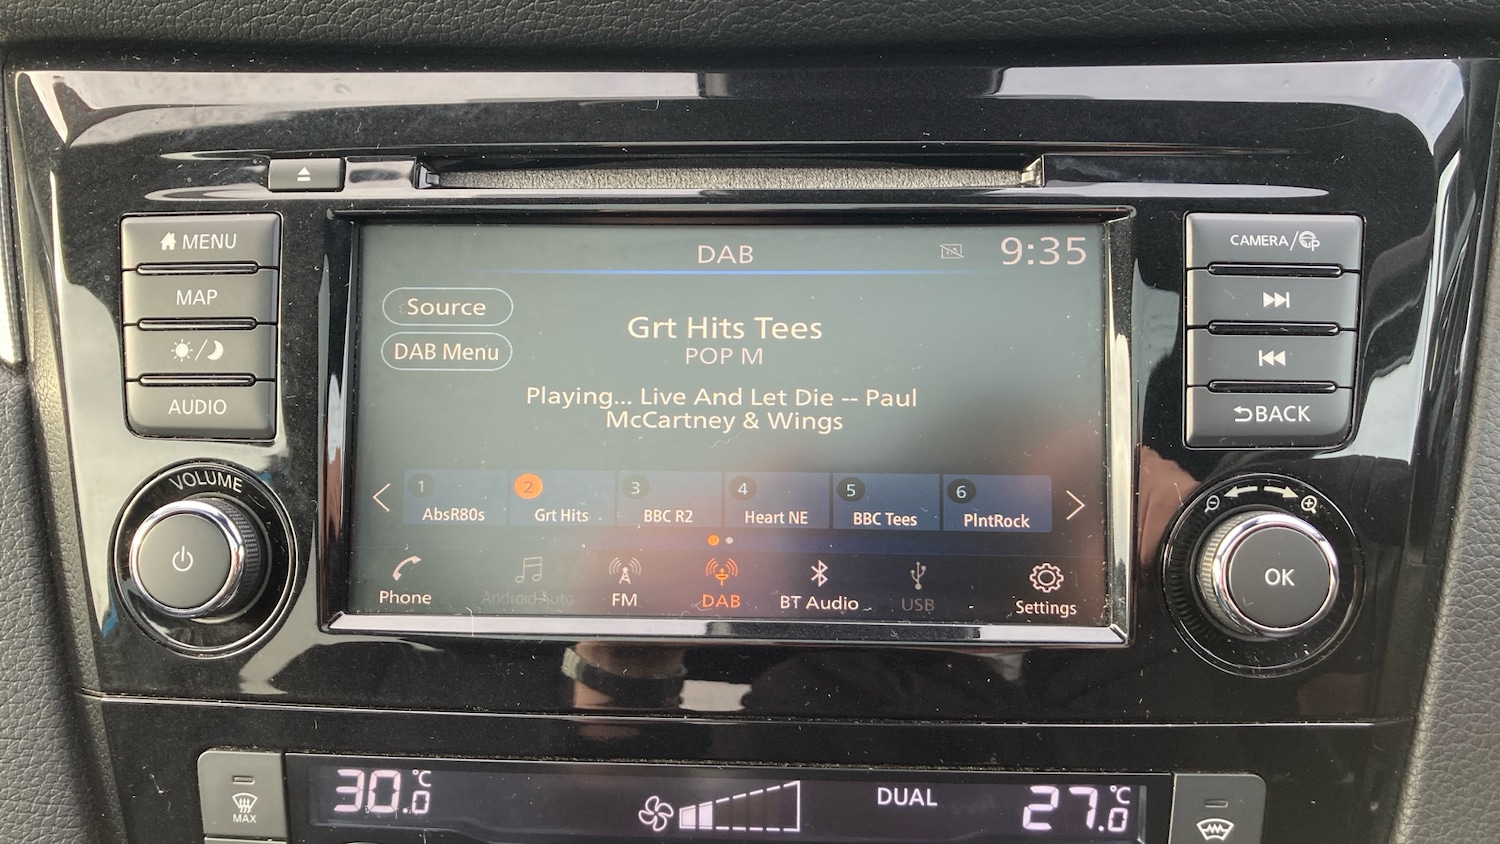 MENU
MAP
AUDIO
VOLUME
DAB
9:35
Source
DAB Menu
Grt Hits Tees
POP M
Playing... Live And Let Die -- Paul
McCartney & Wings
1 AbsR80s
2 Grt Hits
3 BBC R2
4 Heart NE
5 BBC Tees
6 PlntRock
Phone
Android Auto
FM
DAB
BT Audio
USB
Settings
CAMERA/
BACK
OK
MAX
30.0 °C
DUAL
27.0 °C